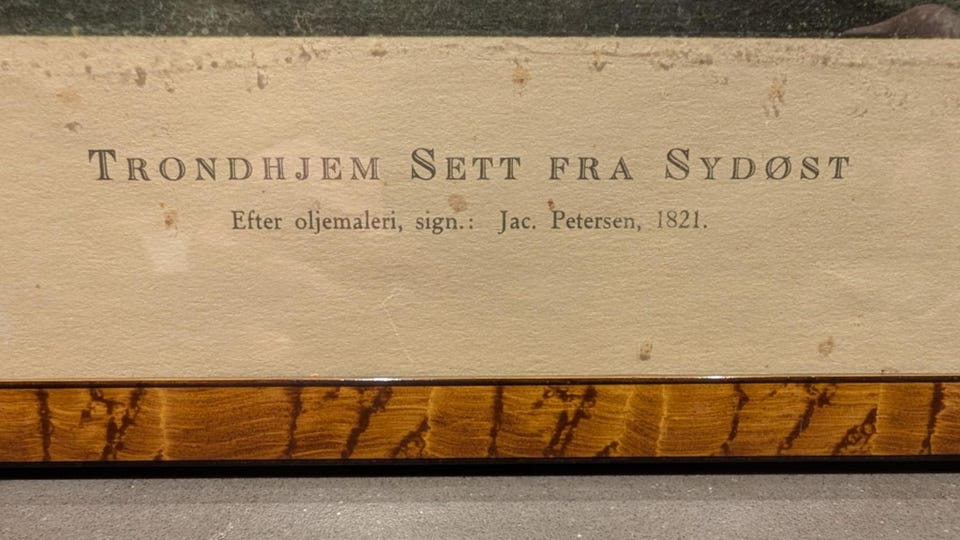 Trondhjem Sett fra Sydøst
Efter oljemaleri, sign.: Jac. Petersen, 1821.